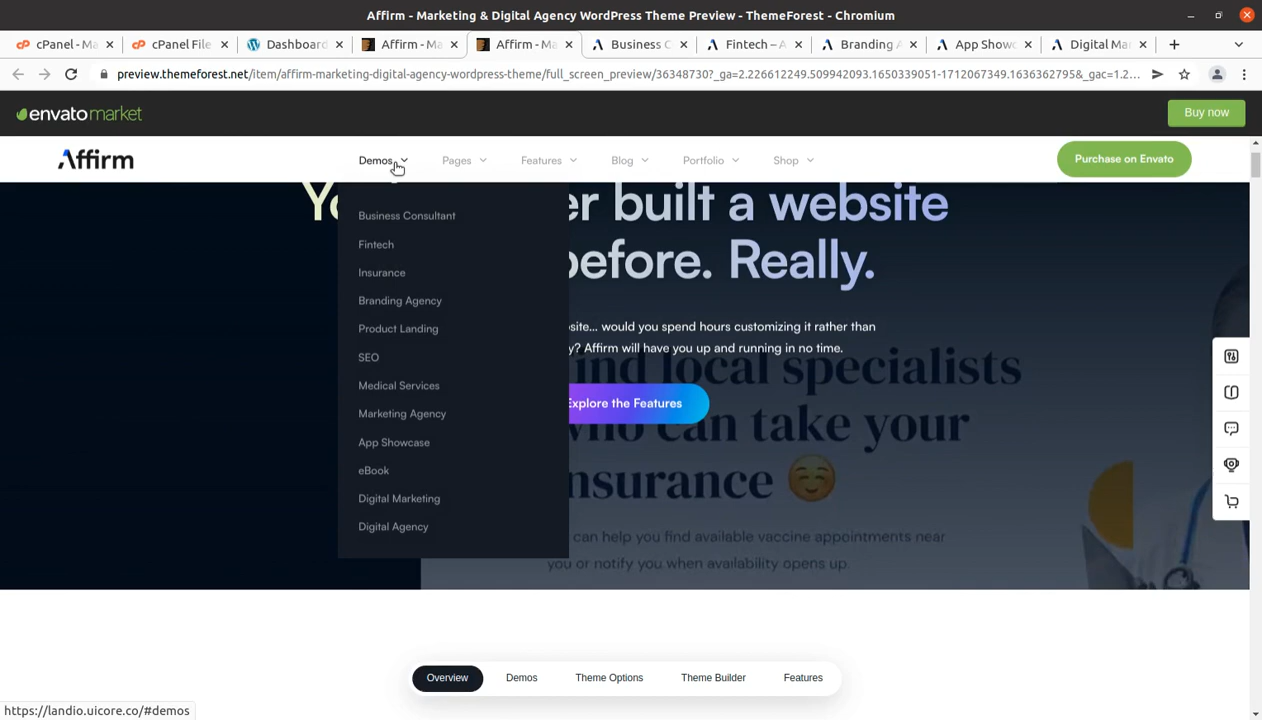 Affirm - Marketing & Digital Agency WordPress Theme Preview - ThemeForest - Chromium
cPanel - Ma
cPanel File
Dashboard
Affirm - Ma
Affirm - Ma
Business C
Fintech – A
Branding A
App Showc
Digital Mar
preview.themeforest.net/item/affirm-marketing-digital-agency-wordpress-theme/full_screen_preview/36348730?_ga=2.226612249.509942093.1650339051-1712067349.1636362795&_gac=1.2...
envatomarket
Buy now
Affirm
Demos
Pages
Features
Blog
Portfolio
Shop
Purchase on Envato
er built a website
efore. Really.
site... would you spend hours customizing it rather than
y? Affirm will have you up and running in no time.
Explore the Features
Business Consultant
Fintech
Insurance
Branding Agency
Product Landing
SEO
Medical Services
Marketing Agency
App Showcase
eBook
Digital Marketing
Digital Agency
ind local specialists
who can take your
nsurance
can help you find available vaccine appointments near
you or notify you when availability opens up.
Overview
Demos
Theme Options
Theme Builder
Features
https://landio.uicore.co/#demos